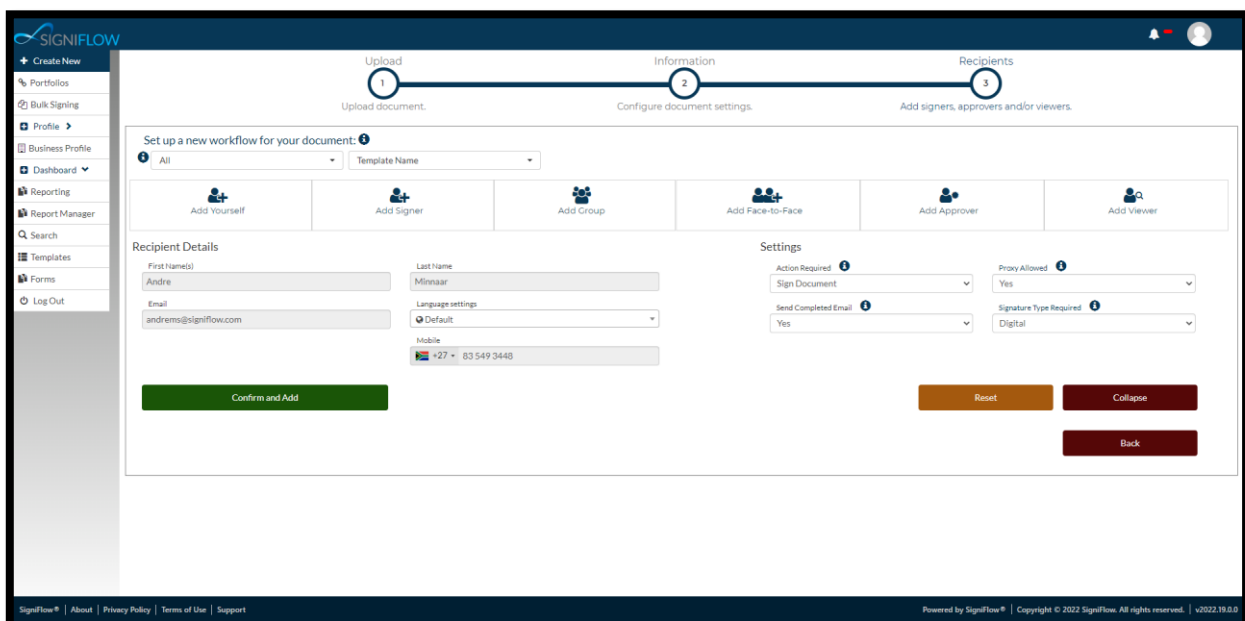 SIGNIFLOW
Create New
Portfolios
Bulk Signing
Profile
Business Profile
Dashboard
Reporting
Report Manager
Search
Templates
Forms
Log Out
Upload
Information
Recipients
1
2
3
Upload document.
Configure document settings.
Add signers, approvers and/or viewers.
Set up a new workflow for your document:
All
Template Name
Add Yourself
Add Signer
Add Group
Add Face-to-Face
Add Approver
Add Viewer
Recipient Details
Settings
First Name(s)
Last Name
Action Required
Proxy Allowed
Andre
Minnaar
Sign Document
Yes
Email
Language settings
Send Completed Email
Signature Type Required
andrems@signiflow.com
Default
Yes
Digital
Mobile
+27 83 549 3448
Confirm and Add
Reset
Collapse
Back
SigniFlow® | About | Privacy Policy | Terms of Use | Support
Powered by SigniFlow® | Copyright © 2022 SigniFlow. All rights reserved. | v2022.19.0.0